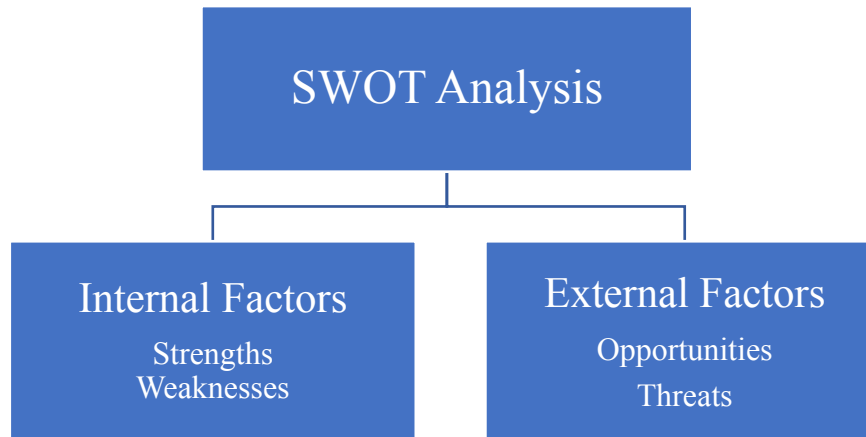 SWOT Analysis
Internal Factors
Strengths
Weaknesses
External Factors
Opportunities
Threats